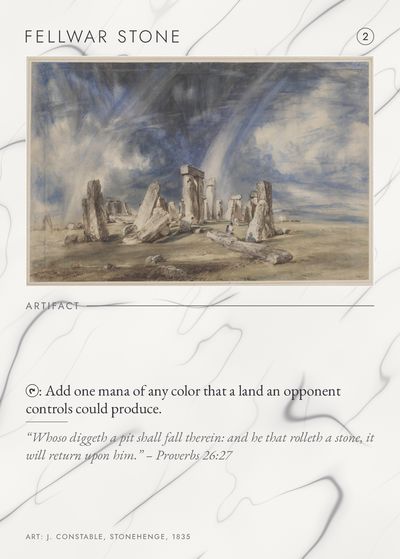 FELLWAR STONE 2
ARTIFACT
: Add one mana of any color that a land an opponent
controls could produce.
“Whoso diggeth a pit shall fall therein: and he that rolleth a stone, it
will return upon him.” – Proverbs 26:27
ART: J. CONSTABLE, STONEHENGE, 1835